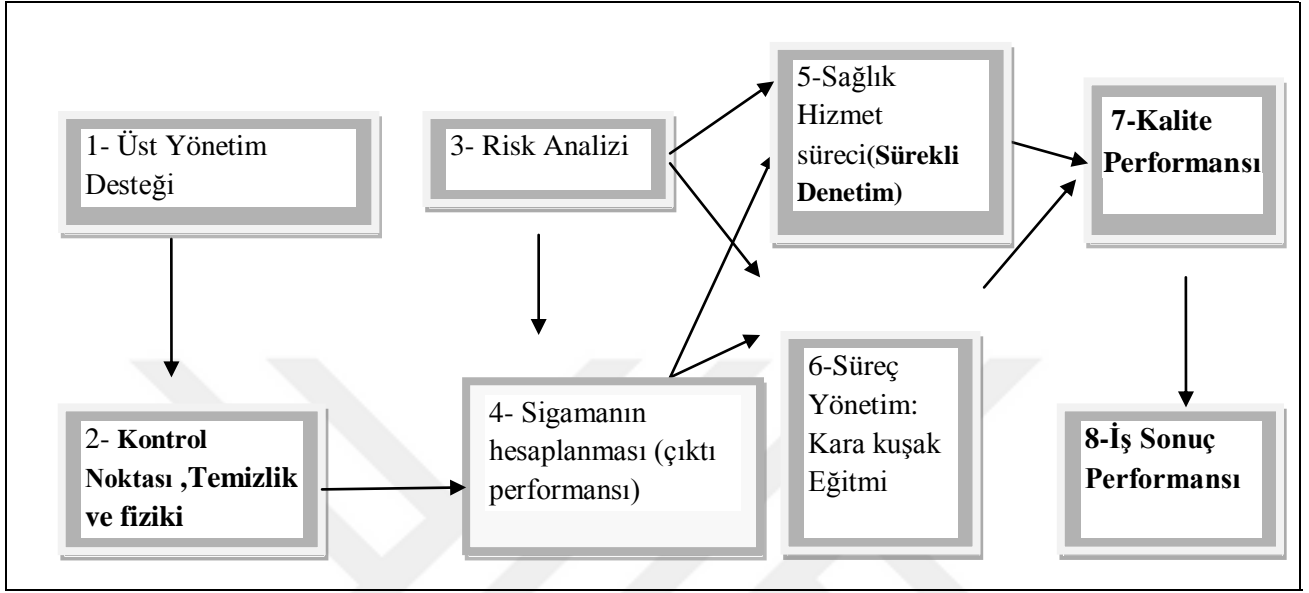 1- Üst Yönetim
Desteği
2- Kontrol
Noktası ,Temizlik
ve fiziki
3- Risk Analizi
4- Sigamanın
hesaplanması (çıktı
performansı)
5-Sağlık
Hizmet
süreci(Sürekli
Denetim)
6-Süreç
Yönetim:
Kara kuşak
Eğitmi
7-Kalite
Performansı
8-İş Sonuç
Performansı